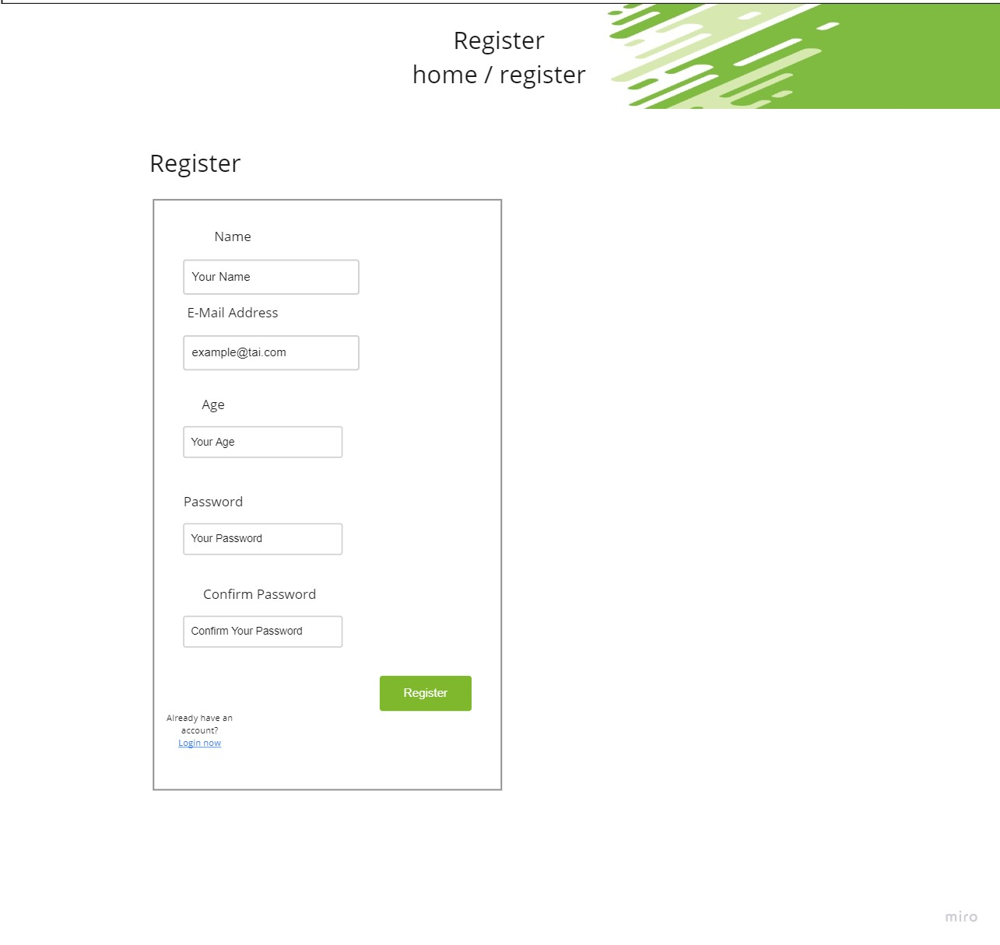 Register
home / register
Register
Name
Your Name
E-Mail Address
example@tai.com
Age
Your Age
Password
Your Password
Confirm Password
Confirm Your Password
Register
Already have an
account?
Login now
miro